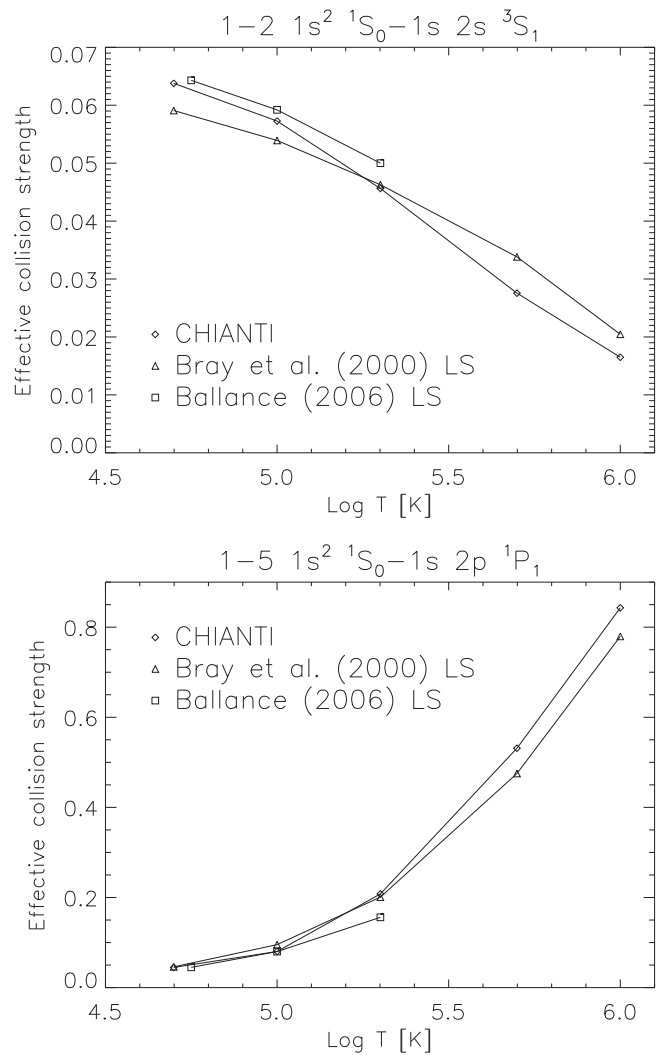 1−2 1s² ¹S₀−1s 2s ³S₁
0.07
0.06
0.05
0.04
0.03
0.02
0.01
0.00
Effective collision strength
CHIANTI
Bray et al. (2000) LS
Ballance (2006) LS
4.5 5.0 5.5 6.0
Log T [K]
1−5 1s² ¹S₀−1s 2p ¹P₁
0.8
0.6
0.4
0.2
0.0
Effective collision strength
CHIANTI
Bray et al. (2000) LS
Ballance (2006) LS
4.5 5.0 5.5 6.0
Log T [K]